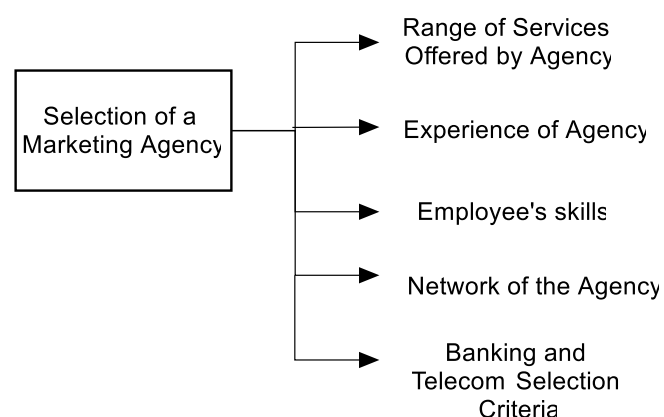 Selection of a
Marketing Agency
Range of Services
Offered by Agency
Experience of Agency
Employee's skills
Network of the Agency
Banking and
Telecom Selection
Criteria